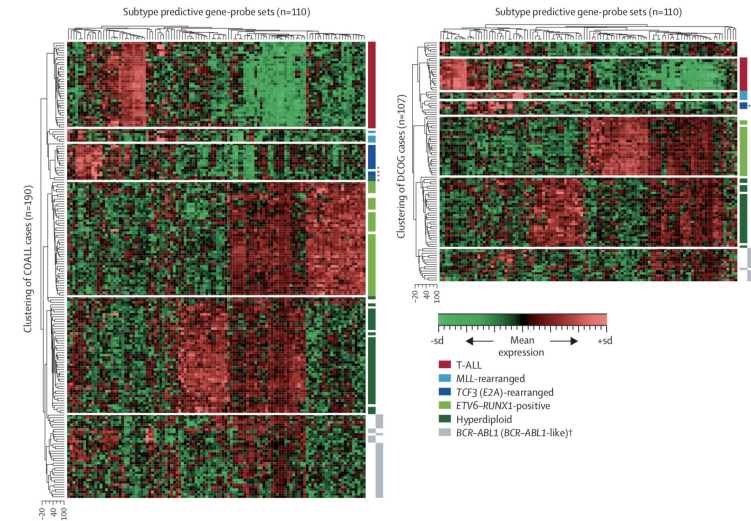 Subtype predictive gene-probe sets (n=110)
Clustering of COALL cases (n=190)
-20
40
100
****
Subtype predictive gene-probe sets (n=110)
Clustering of DCOG cases (n=107)
-20
40
100
*
-sd
Mean
expression
+sd
T-ALL
MLL-rearranged
TCF3 (E2A)-rearranged
ETV6–RUNX1-positive
Hyperdiploid
BCR–ABL1 (BCR–ABL1-like)†